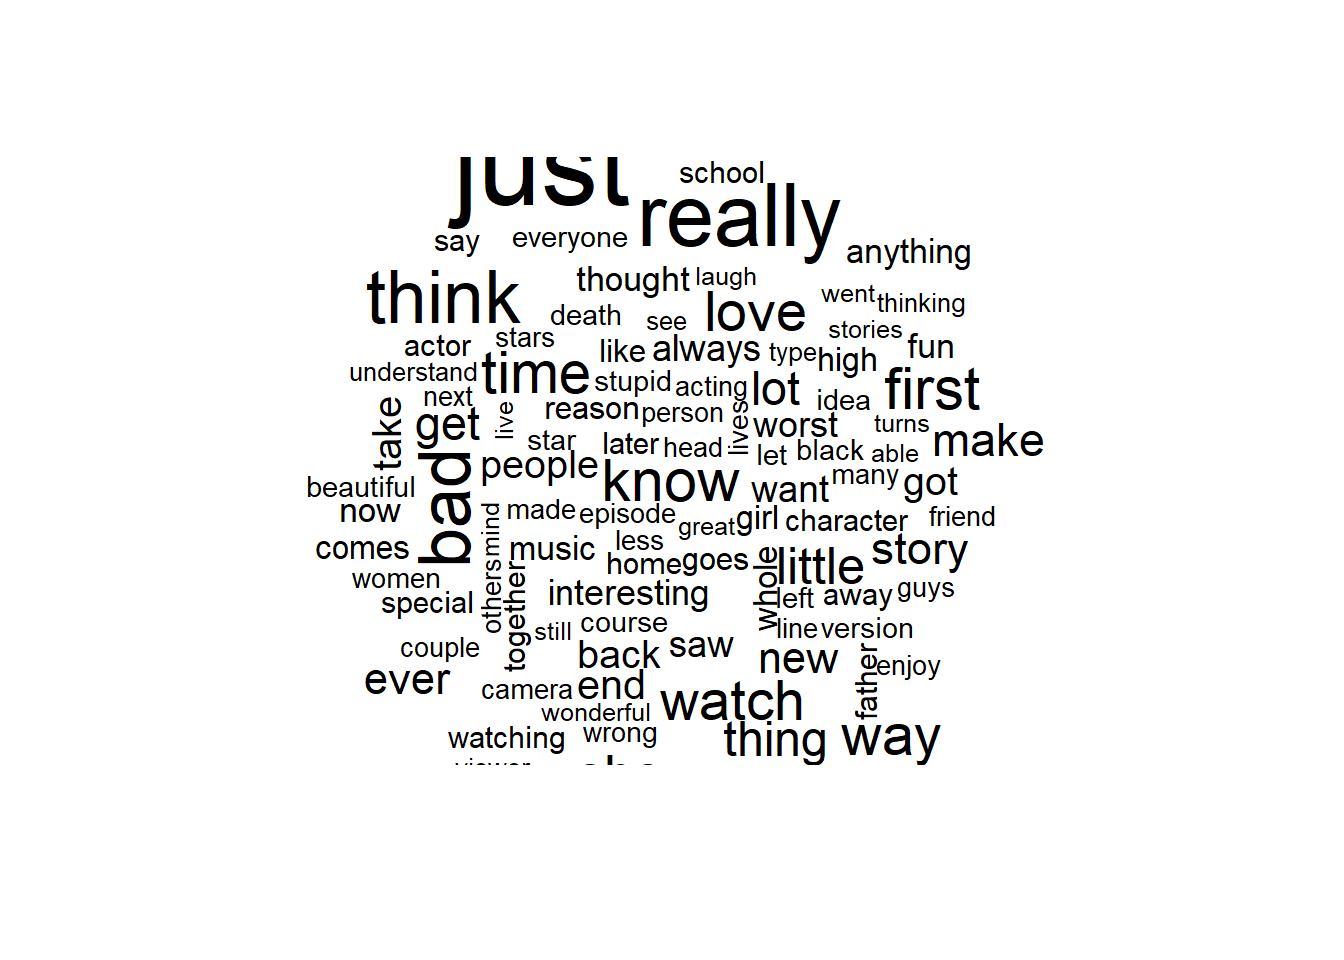 just
school
really
say
everyone
anything
think
thought
laugh
love
went
thinking
death
see
stories
stars
actor
like
always
type
high
fun
understand
time
stupid
acting
lot
idea
first
next
take
get
live
reason
person
lives
worst
turns
star
later
head
let
black
able
make
bad
people
know
want
many
got
beautiful
now
mind
made
episode
great
girl
character
friend
comes
music
less
home
goes
whole
little
story
women
special
others
together
interesting
left
away
guys
still
course
line
version
couple
back
saw
new
father
enjoy
ever
camera
end
watch
wonderful
watching
wrong
thing
way
viewer